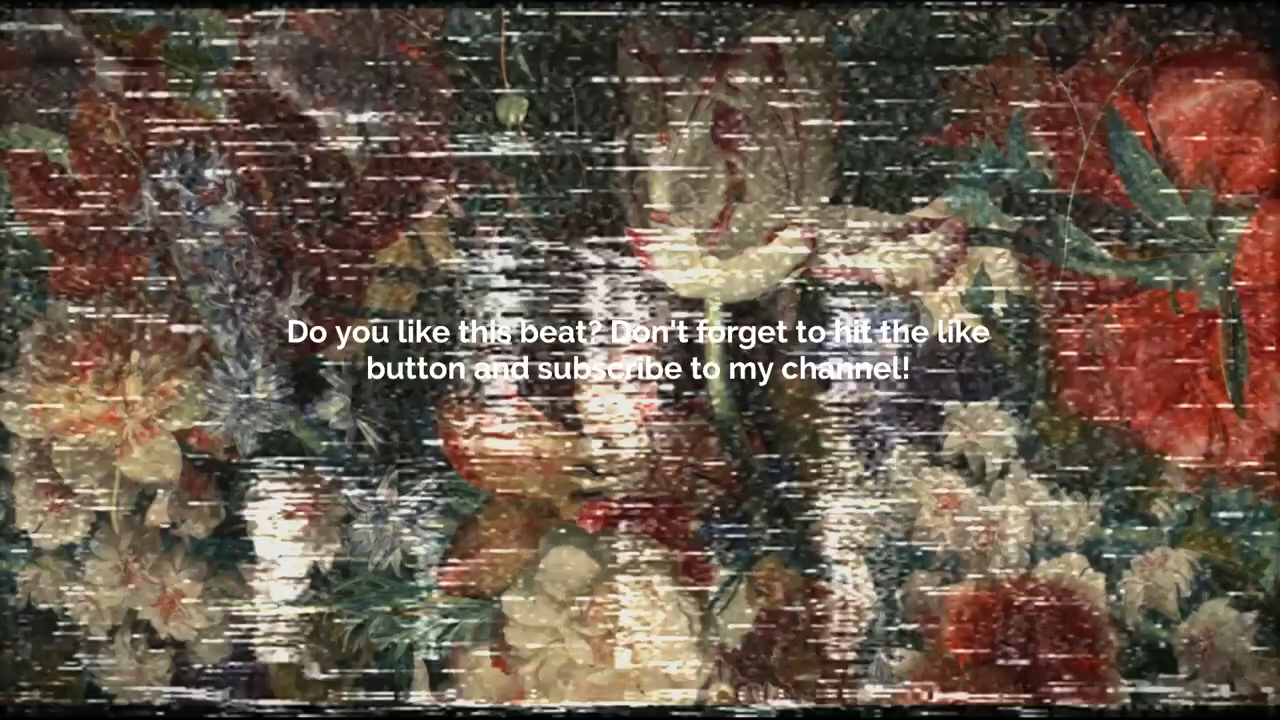 Do you like this beat? Don't forget to hit the like
button and subscribe to my channel!